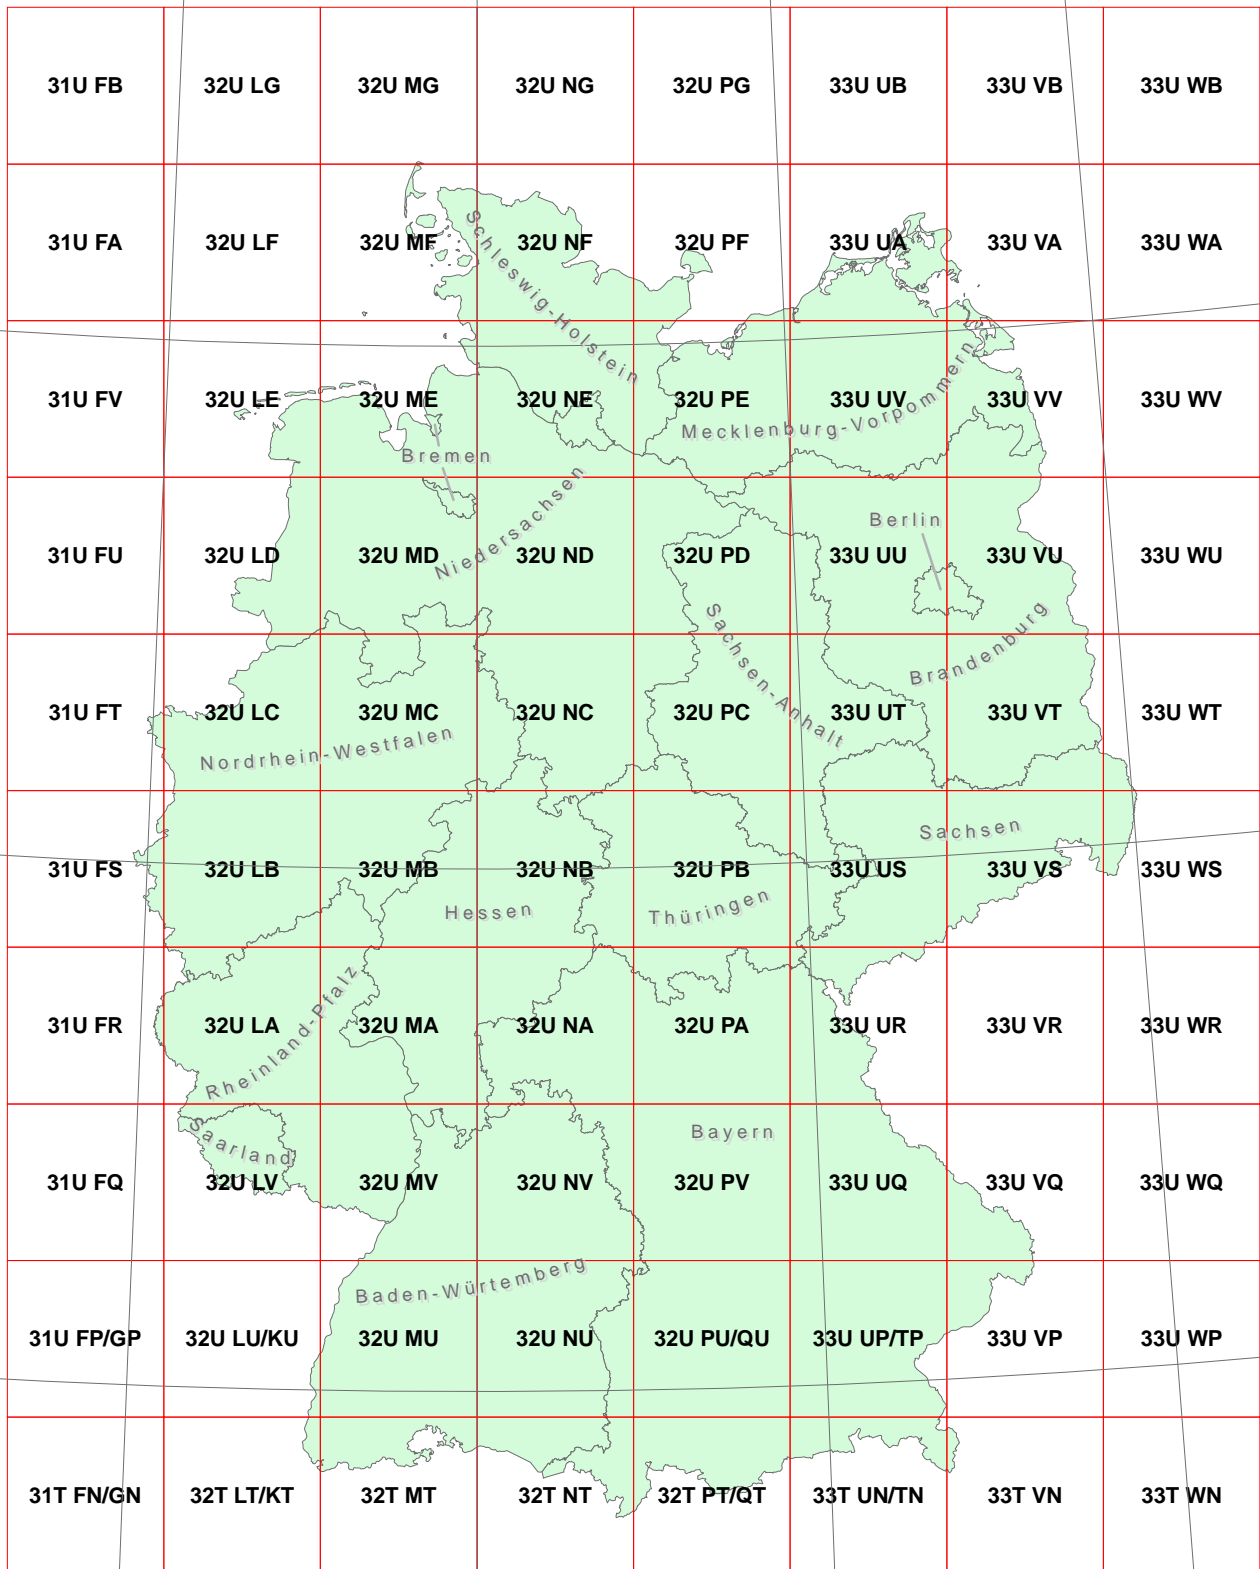 31U FB 32U LG 32U MG 32U NG 32U PG 33U UB 33U VB 33U WB
31U FA 32U LF 32U MF 32U NF 32U PF 33U UA 33U VA 33U WA
Schleswig-Holstein
31U FV 32U LE 32U ME 32U NE 32U PE 33U UV 33U VV 33U WV
Mecklenburg-Vorpommern
Bremen
Niedersachsen
Berlin
31U FU 32U LD 32U MD 32U ND 32U PD 33U UU 33U VU 33U WU
Sachsen-Anhalt
Brandenburg
31U FT 32U LC 32U MC 32U NC 32U PC 33U UT 33U VT 33U WT
Nordrhein-Westfalen
Sachsen
31U FS 32U LB 32U MB 32U NB 32U PB 33U US 33U VS 33U WS
Hessen
Thüringen
31U FR 32U LA 32U MA 32U NA 32U PA 33U UR 33U VR 33U WR
Rheinland-Pfalz
Saarland
Bayern
31U FQ 32U LV 32U MV 32U NV 32U PV 33U UQ 33U VQ 33U WQ
Baden-Würtemberg
31U FP/GP 32U LU/KU 32U MU 32U NU 32U PU/QU 33U UP/TP 33U VP 33U WP
31T FN/GN 32T LT/KT 32T MT 32T NT 32T PT/QT 33T UN/TN 33T VN 33T WN